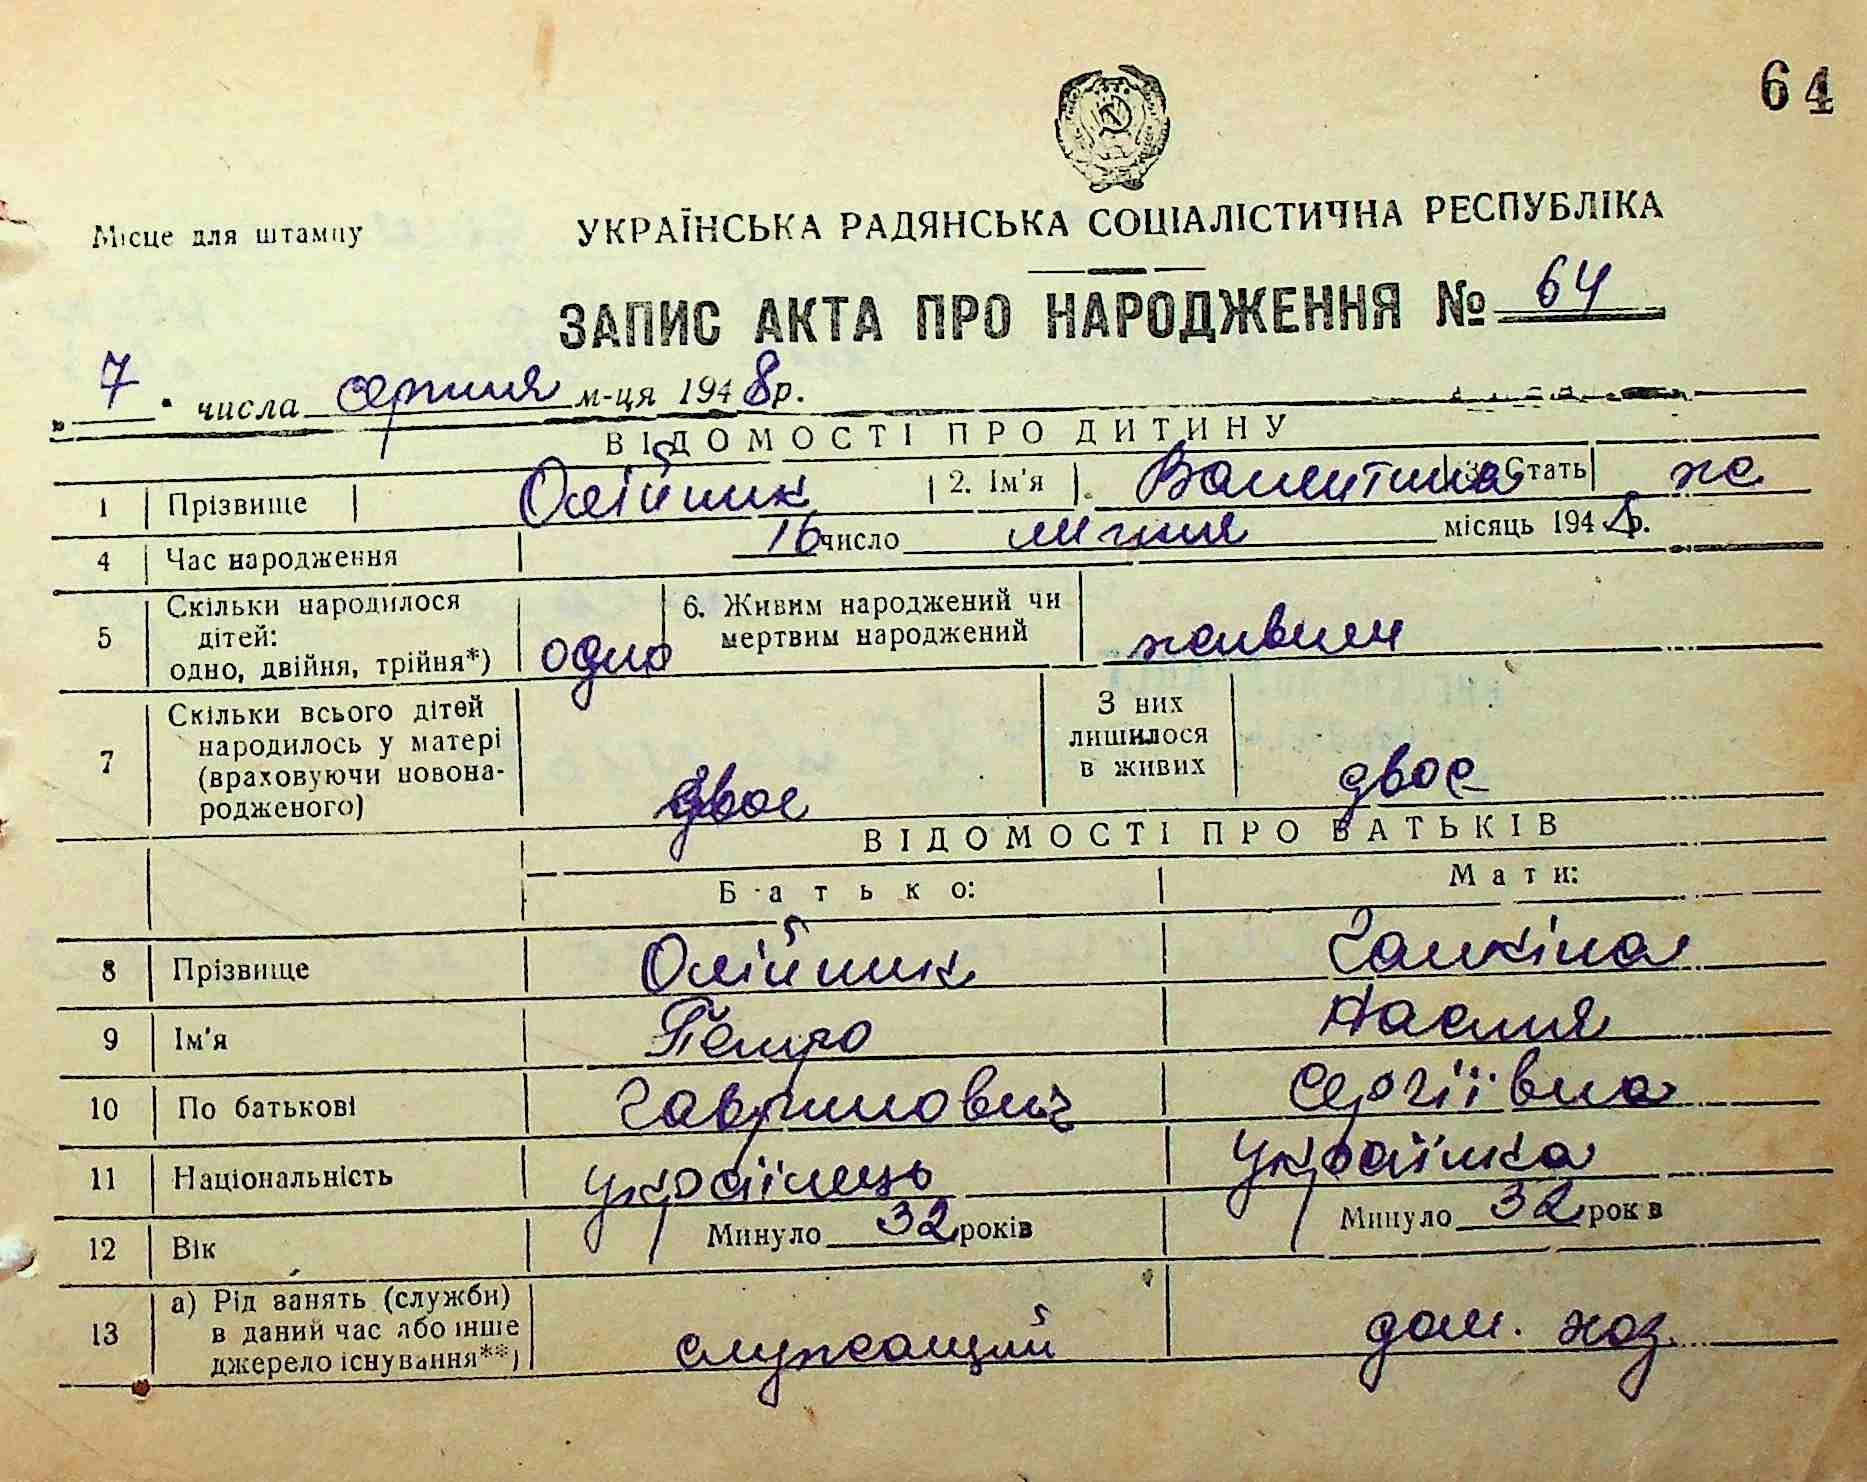 64
Місце для штампу
УКРАЇНСЬКА РАДЯНСЬКА СОЦІАЛІСТИЧНА РЕСПУБЛІКА
ЗАПИС АКТА ПРО НАРОДЖЕННЯ № 64
„ 7 " числа серпня м-ця 1948 р.
ВІДОМОСТІ ПРО ДИТИНУ
1 Прізвище Олійник 2. Ім'я Валентина 3. Стать же
4 Час народження 16 число липня місяць 1948 р.
5 Скільки народилося дітей: одно, двійня, трійня*) одно 6. Живим народжений чи мертвим народжений живим
7 Скільки всього дітей народилось у матері (враховуючи новонародженого) двоє З них лишилося в живих двоє
ВІДОМОСТІ ПРО БАТЬКІВ
Батько: Мати:
8 Прізвище Олійник Галкіна
9 Ім'я Петро
10 По батькові Гаврилович Сергіївна
11 Національність українець українка
12 Вік Минуло 32 років Минуло 32 років
13 а) Рід занять (служби) в даний час або інше джерело існування**) служащий дом. хоз.